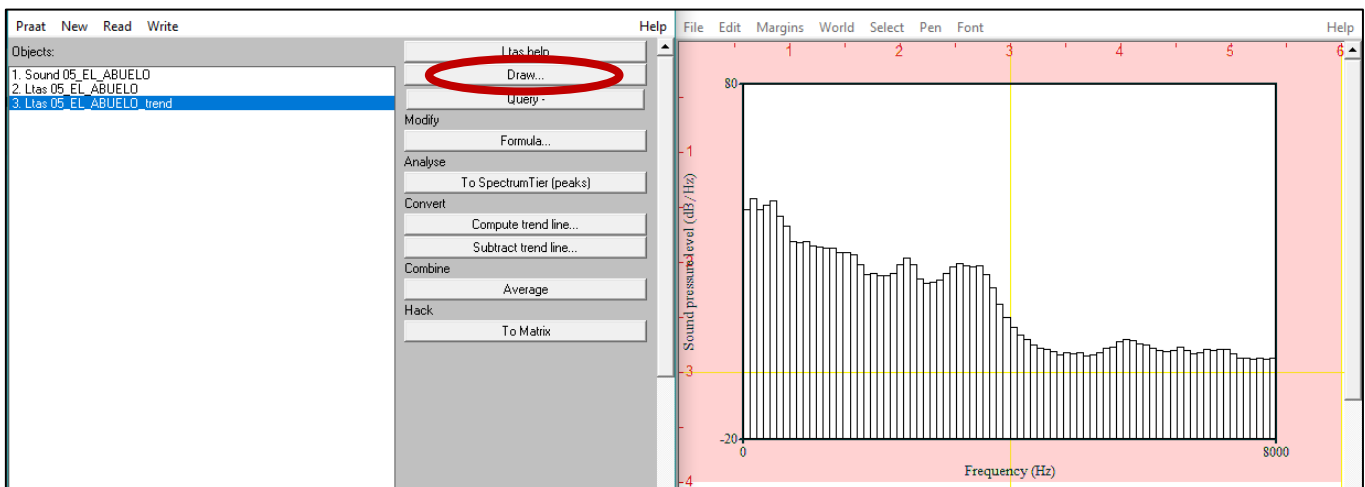 Praat New Read Write Help
Objects:
1. Sound 05_EL_ABUELO
2. Ltas 05_EL_ABUELO
3. Ltas 05_EL_ABUELO_trend
Ltas help
Draw...
Query -
Modify
Formula...
Analyse
To SpectrumTier (peaks)
Convert
Compute trend line...
Subtract trend line...
Combine
Average
Hack
To Matrix
File Edit Margins World Select Pen Font Help
1 2 3 4 5 6
80
1
2
3
4
Sound pressure level (dB/Hz)
-20
0 8000
Frequency (Hz)